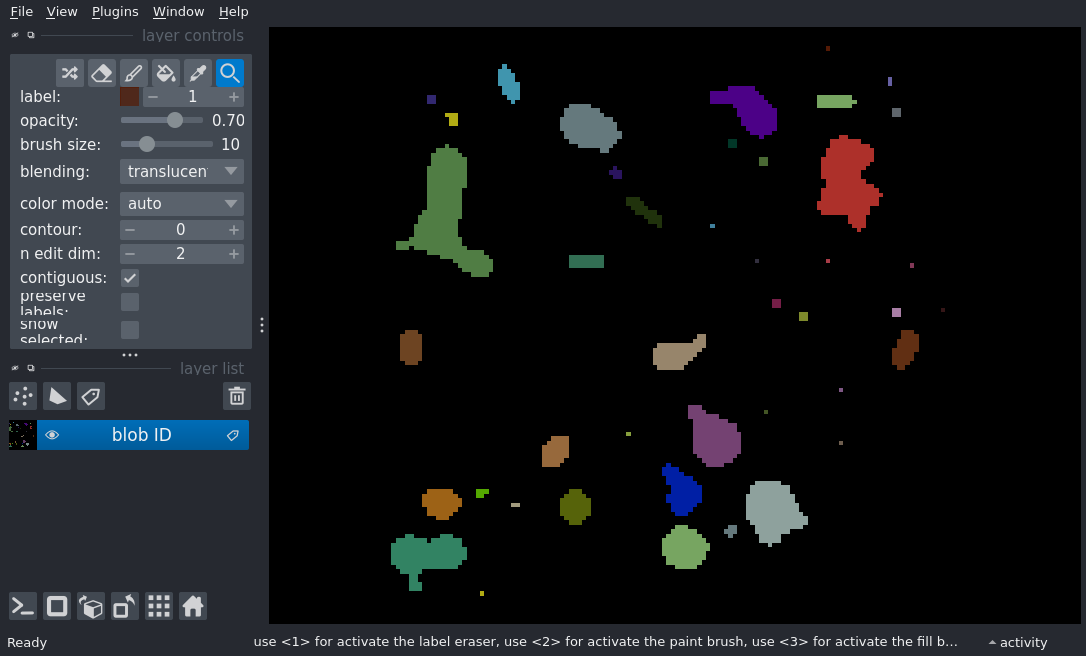 File View Plugins Window Help
layer controls
label: 1
opacity: 0.70
brush size: 10
blending: translucen
color mode: auto
contour: 0
n edit dim: 2
contiguous:
preserve
labels:
show
selected:
layer list
blob ID
Ready use <1> for activate the label eraser, use <2> for activate the paint brush, use <3> for activate the fill b... activity